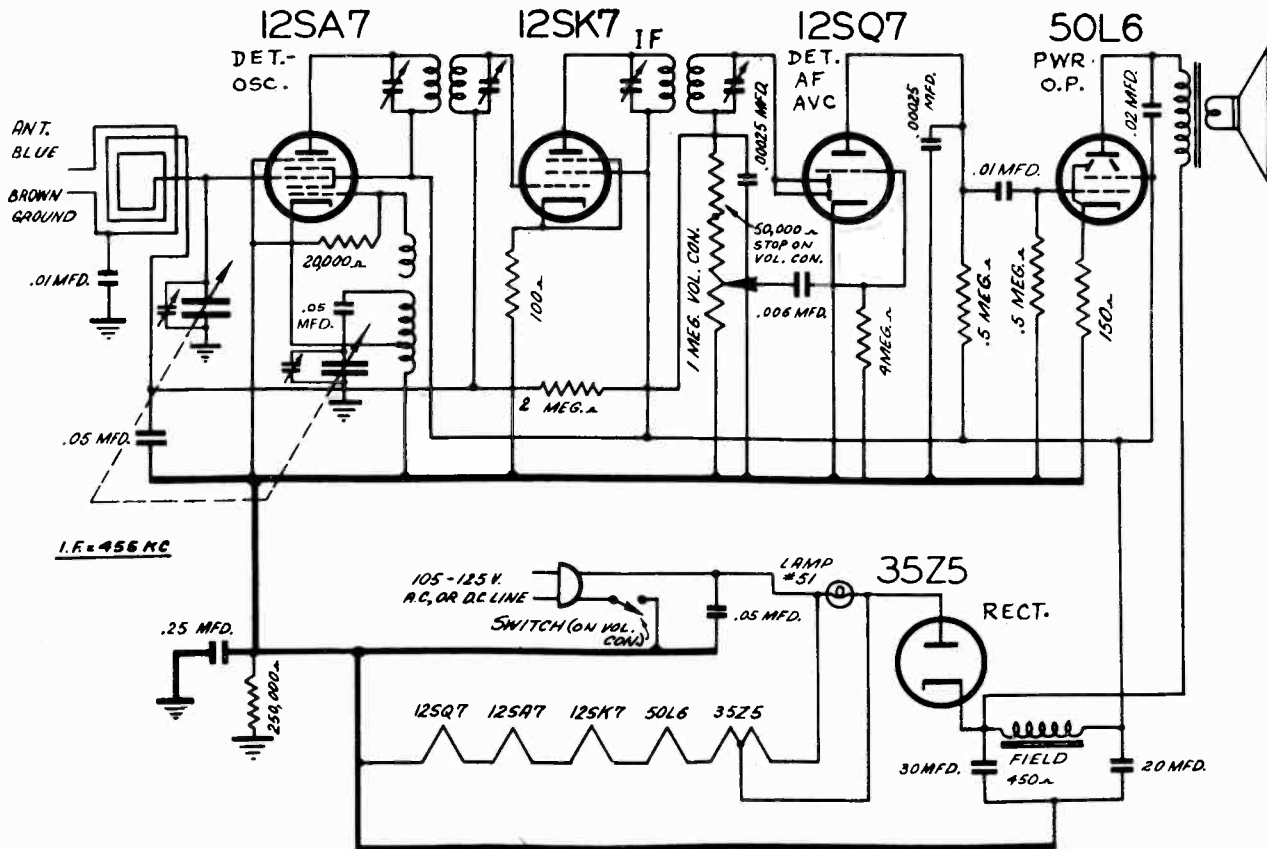 12SA7
DET.-
OSC.
12SK7
IF
12SQ7
DET.
AF
AVC
50L6
PWR.
O.P.
ANT.
BLUE
BROWN
GROUND
.01 MFD.
20,000Ω
.05
MFD.
.05 MFD.
100Ω
2
MEG.Ω
.00025 MFD
1 MEG. VOL. CON.
50,000Ω
STOP ON
VOL. CON.
.006 MFD.
4 MEG.Ω
.00025
MFD.
.01 MFD.
.5 MEG.Ω
.5 MEG.Ω
150Ω
.02 MFD.
I.F. = 456 KC
105-125 V.
A.C, OR D.C LINE
SWITCH (ON VOL.
CON.)
.05 MFD.
LAMP
#51
35Z5
RECT.
.25 MFD.
250,000Ω
12SQ7
12SA7
12SK7
50L6
35Z5
30 MFD.
FIELD
450Ω
20 MFD.